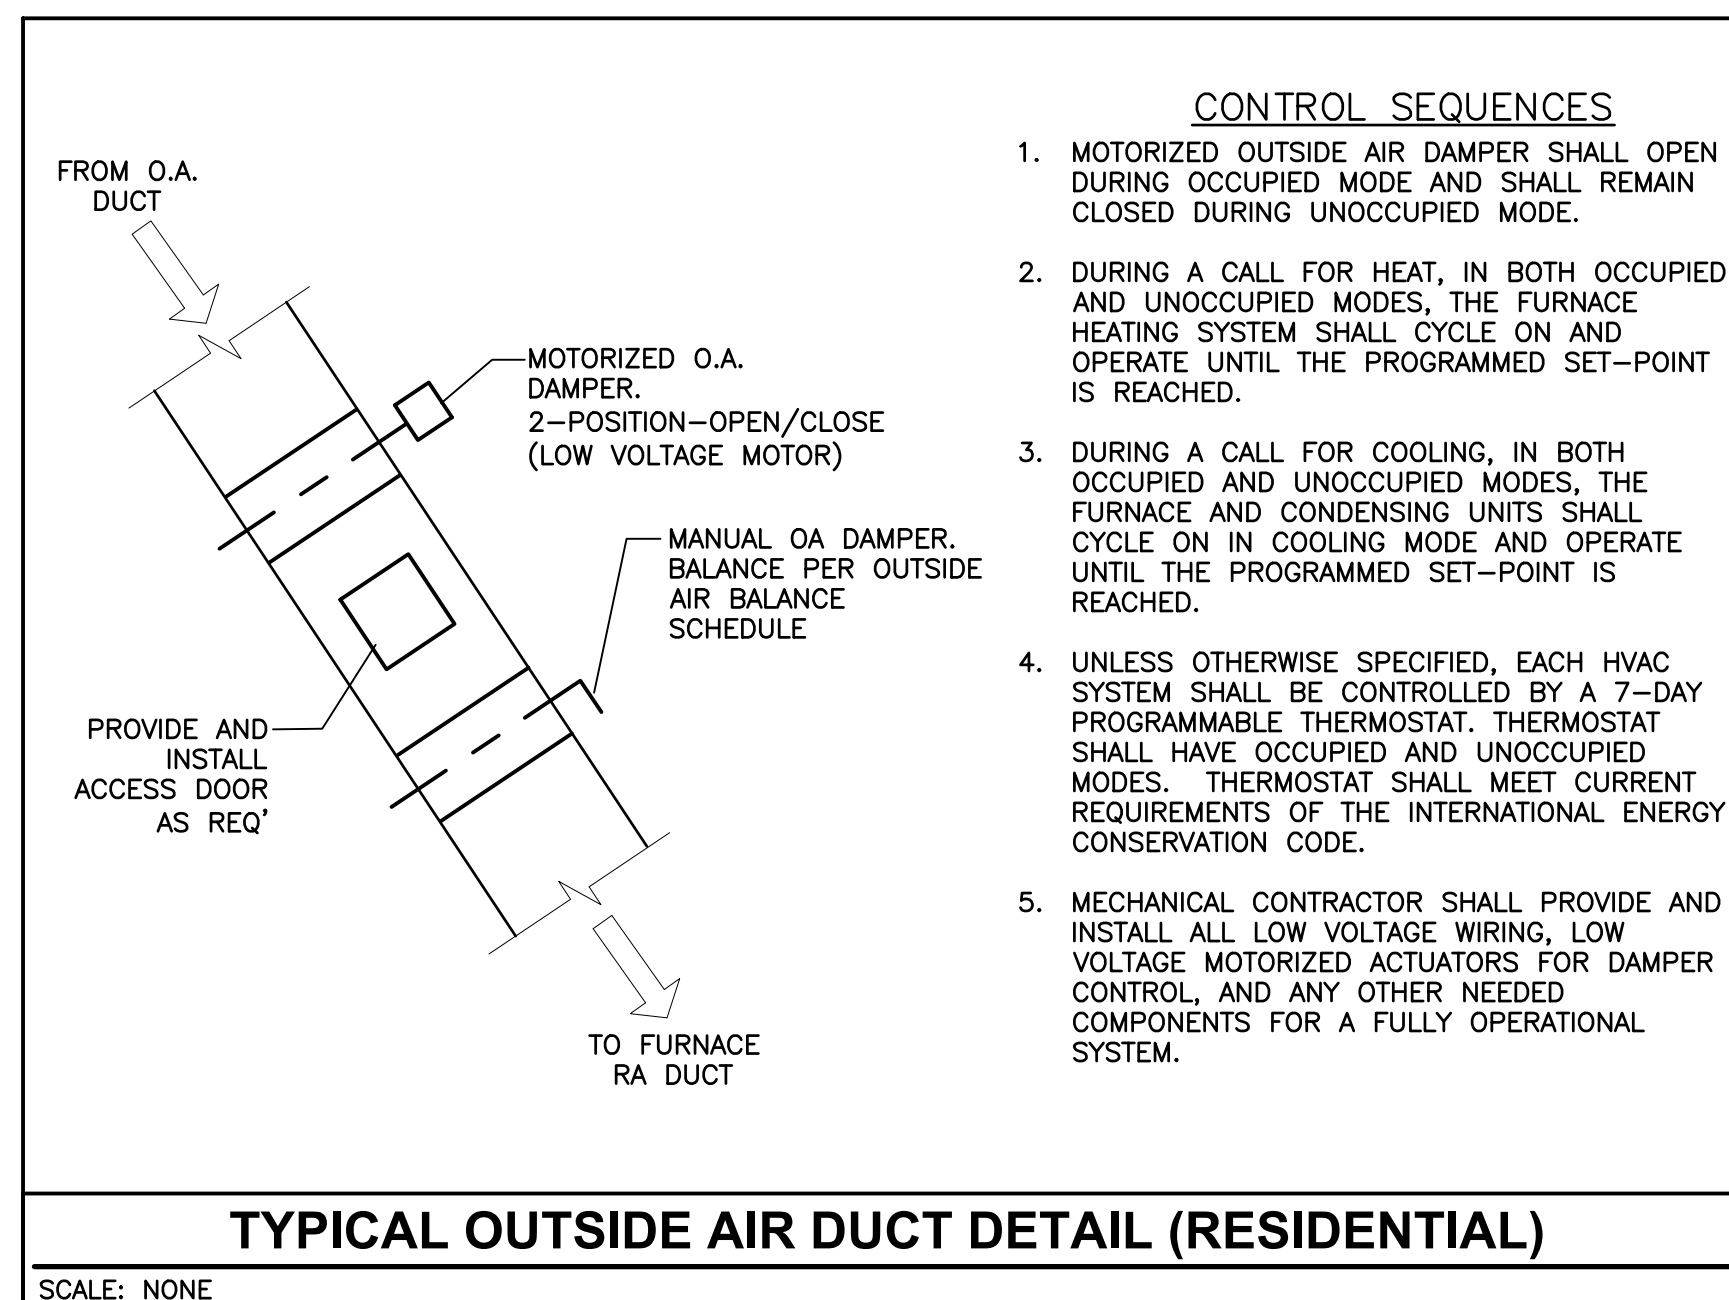 FROM O.A.
DUCT
MOTORIZED O.A.
DAMPER.
2-POSITION-OPEN/CLOSE
(LOW VOLTAGE MOTOR)
MANUAL OA DAMPER.
BALANCE PER OUTSIDE
AIR BALANCE
SCHEDULE
PROVIDE AND
INSTALL
ACCESS DOOR
AS REQ'
TO FURNACE
RA DUCT
CONTROL SEQUENCES
1. MOTORIZED OUTSIDE AIR DAMPER SHALL OPEN
DURING OCCUPIED MODE AND SHALL REMAIN
CLOSED DURING UNOCCUPIED MODE.
2. DURING A CALL FOR HEAT, IN BOTH OCCUPIED
AND UNOCCUPIED MODES, THE FURNACE
HEATING SYSTEM SHALL CYCLE ON AND
OPERATE UNTIL THE PROGRAMMED SET-POINT
IS REACHED.
3. DURING A CALL FOR COOLING, IN BOTH
OCCUPIED AND UNOCCUPIED MODES, THE
FURNACE AND CONDENSING UNITS SHALL
CYCLE ON IN COOLING MODE AND OPERATE
UNTIL THE PROGRAMMED SET-POINT IS
REACHED.
4. UNLESS OTHERWISE SPECIFIED, EACH HVAC
SYSTEM SHALL BE CONTROLLED BY A 7-DAY
PROGRAMMABLE THERMOSTAT. THERMOSTAT
SHALL HAVE OCCUPIED AND UNOCCUPIED
MODES. THERMOSTAT SHALL MEET CURRENT
REQUIREMENTS OF THE INTERNATIONAL ENERGY
CONSERVATION CODE.
5. MECHANICAL CONTRACTOR SHALL PROVIDE AND
INSTALL ALL LOW VOLTAGE WIRING, LOW
VOLTAGE MOTORIZED ACTUATORS FOR DAMPER
CONTROL, AND ANY OTHER NEEDED
COMPONENTS FOR A FULLY OPERATIONAL
SYSTEM.
TYPICAL OUTSIDE AIR DUCT DETAIL (RESIDENTIAL)
SCALE: NONE